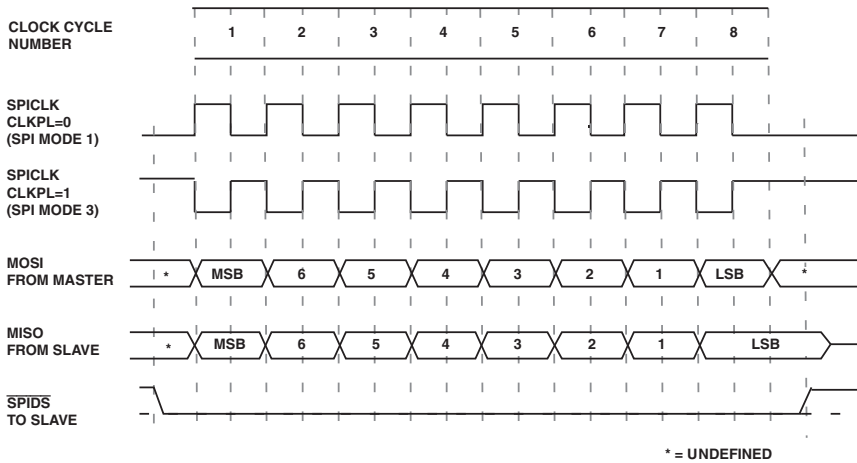 CLOCK CYCLE
NUMBER
1 2 3 4 5 6 7 8
SPICLK
CLKPL=0
(SPI MODE 1)
SPICLK
CLKPL=1
(SPI MODE 3)
MOSI
FROM MASTER
* MSB 6 5 4 3 2 1 LSB *
MISO
FROM SLAVE
* MSB 6 5 4 3 2 1 LSB
SPIDS
TO SLAVE
* = UNDEFINED